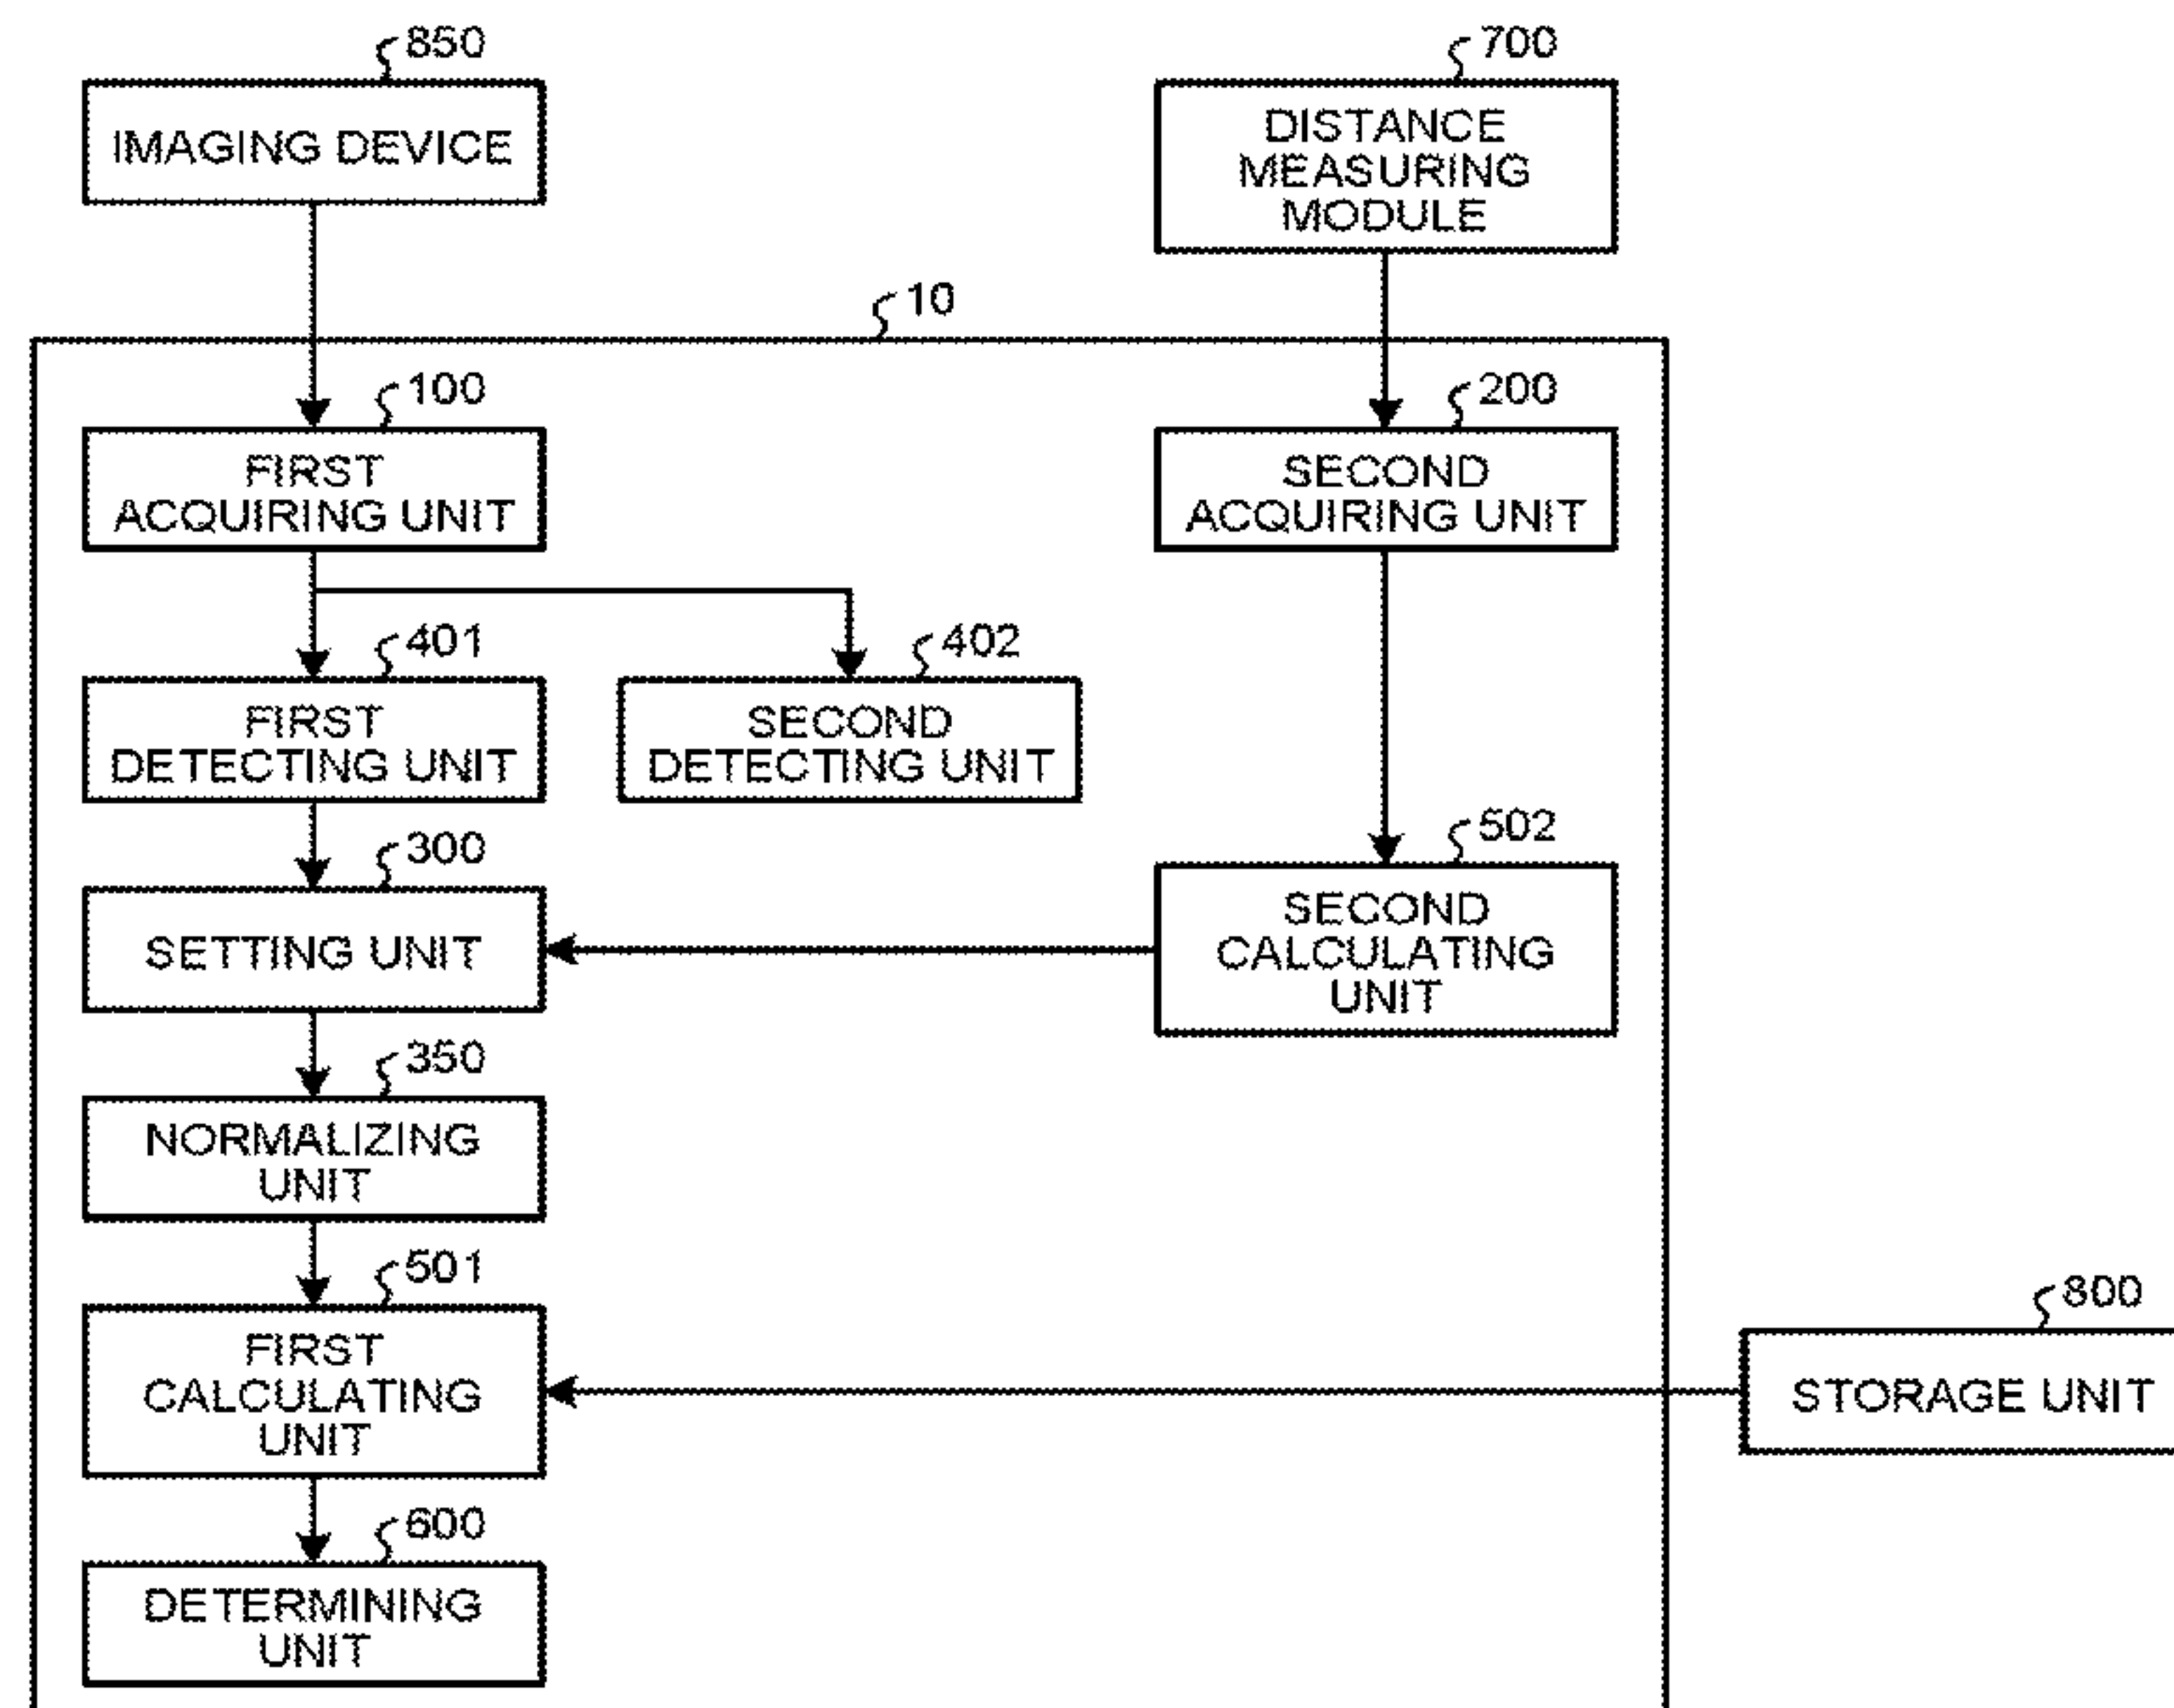 850
IMAGING DEVICE
700
DISTANCE
MEASURING
MODULE
10
100
FIRST
ACQUIRING UNIT
200
SECOND
ACQUIRING UNIT
401
FIRST
DETECTING UNIT
402
SECOND
DETECTING UNIT
502
SECOND
CALCULATING
UNIT
300
SETTING UNIT
350
NORMALIZING
UNIT
501
FIRST
CALCULATING
UNIT
800
STORAGE UNIT
600
DETERMINING
UNIT